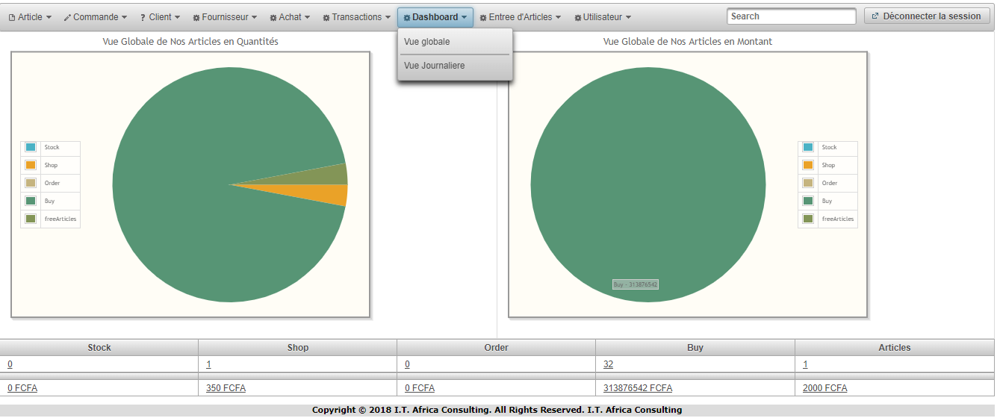 Article Commande ? Client Fournisseur Achat Transactions Dashboard Entree d'Articles Utilisateur Search Déconnecter la session
Vue globale
Vue Journaliere
Vue Globale de Nos Articles en Quantités
Stock
Shop
Order
Buy
freeArticles
Vue Globale de Nos Articles en Montant
Buy - 313876542
Stock
Shop
Order
Buy
freeArticles
Stock Shop Order Buy Articles
0 1 0 32 1
0 FCFA 350 FCFA 0 FCFA 313876542 FCFA 2000 FCFA
Copyright © 2018 I.T. Africa Consulting. All Rights Reserved. I.T. Africa Consulting